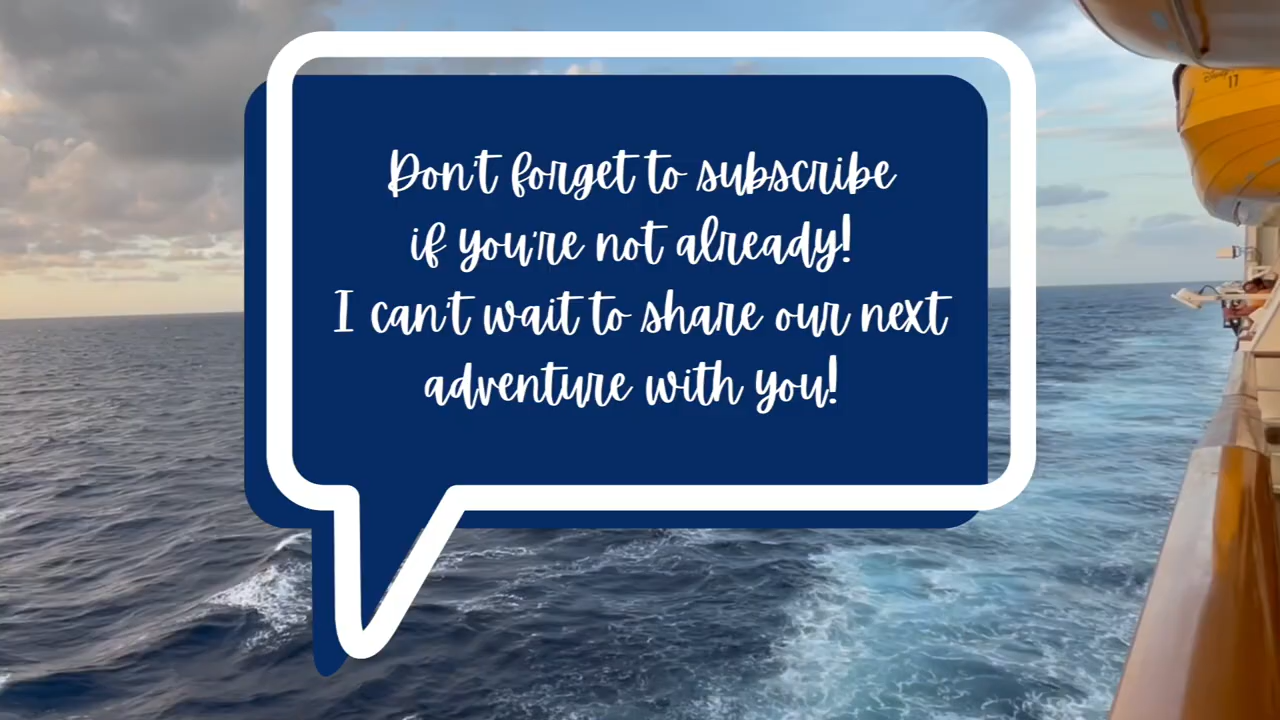 Don't forget to subscribe
if you're not already!
I can't wait to share our next
adventure with you!
17